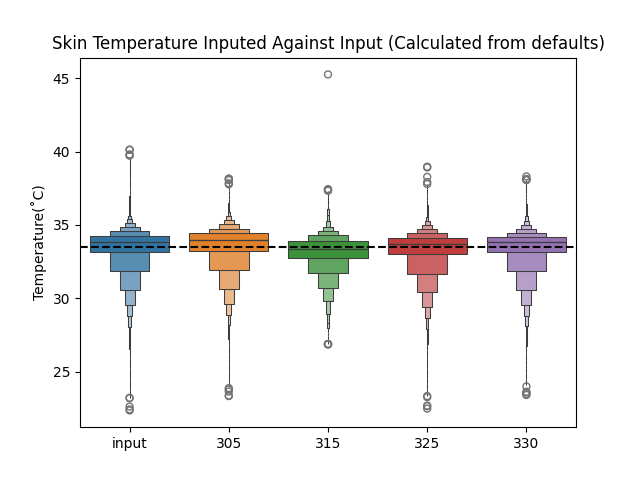 Skin Temperature Inputed Against Input (Calculated from defaults)
45
40
35
30
25
Temperature(˚C)
input 305 315 325 330